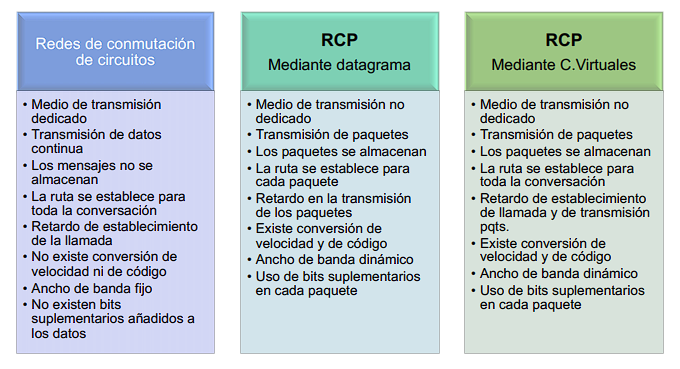 Redes de conmutación
de circuitos
• Medio de transmisión
dedicado
• Transmisión de datos
continua
• Los mensajes no se
almacenan
• La ruta se establece para
toda la conversación
• Retardo de establecimiento
de la llamada
• No existe conversión de
velocidad ni de código
• Ancho de banda fijo
• No existen bits
suplementarios añadidos a
los datos
RCP
Mediante datagrama
• Medio de transmisión no
dedicado
• Transmisión de paquetes
• Los paquetes se almacenan
• La ruta se establece para
cada paquete
• Retardo en la transmisión
de los paquetes
• Existe conversión de
velocidad y de código
• Ancho de banda dinámico
• Uso de bits suplementarios
en cada paquete
RCP
Mediante C.Virtuales
• Medio de transmisión no
dedicado
• Transmisión de paquetes
• Los paquetes se almacenan
• La ruta se establece para
toda la conversación
• Retardo de establecimiento
de llamada y de transmisión
pqts.
• Existe conversión de
velocidad y de código
• Ancho de banda dinámico
• Uso de bits suplementarios
en cada paquete